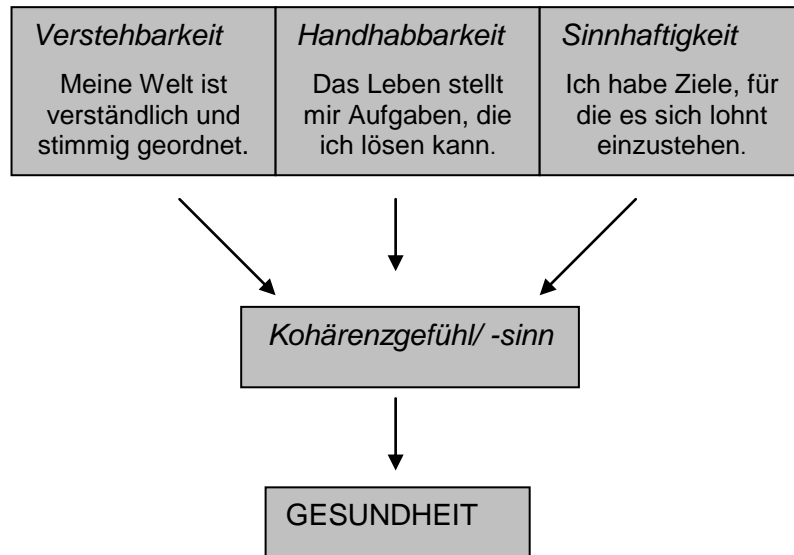 Verstehbarkeit
Meine Welt ist
verständlich und
stimmig geordnet.
Handhabbarkeit
Das Leben stellt
mir Aufgaben, die
ich lösen kann.
Sinnhaftigkeit
Ich habe Ziele, für
die es sich lohnt
einzustehen.
Kohärenzgefühl/ -sinn
GESUNDHEIT